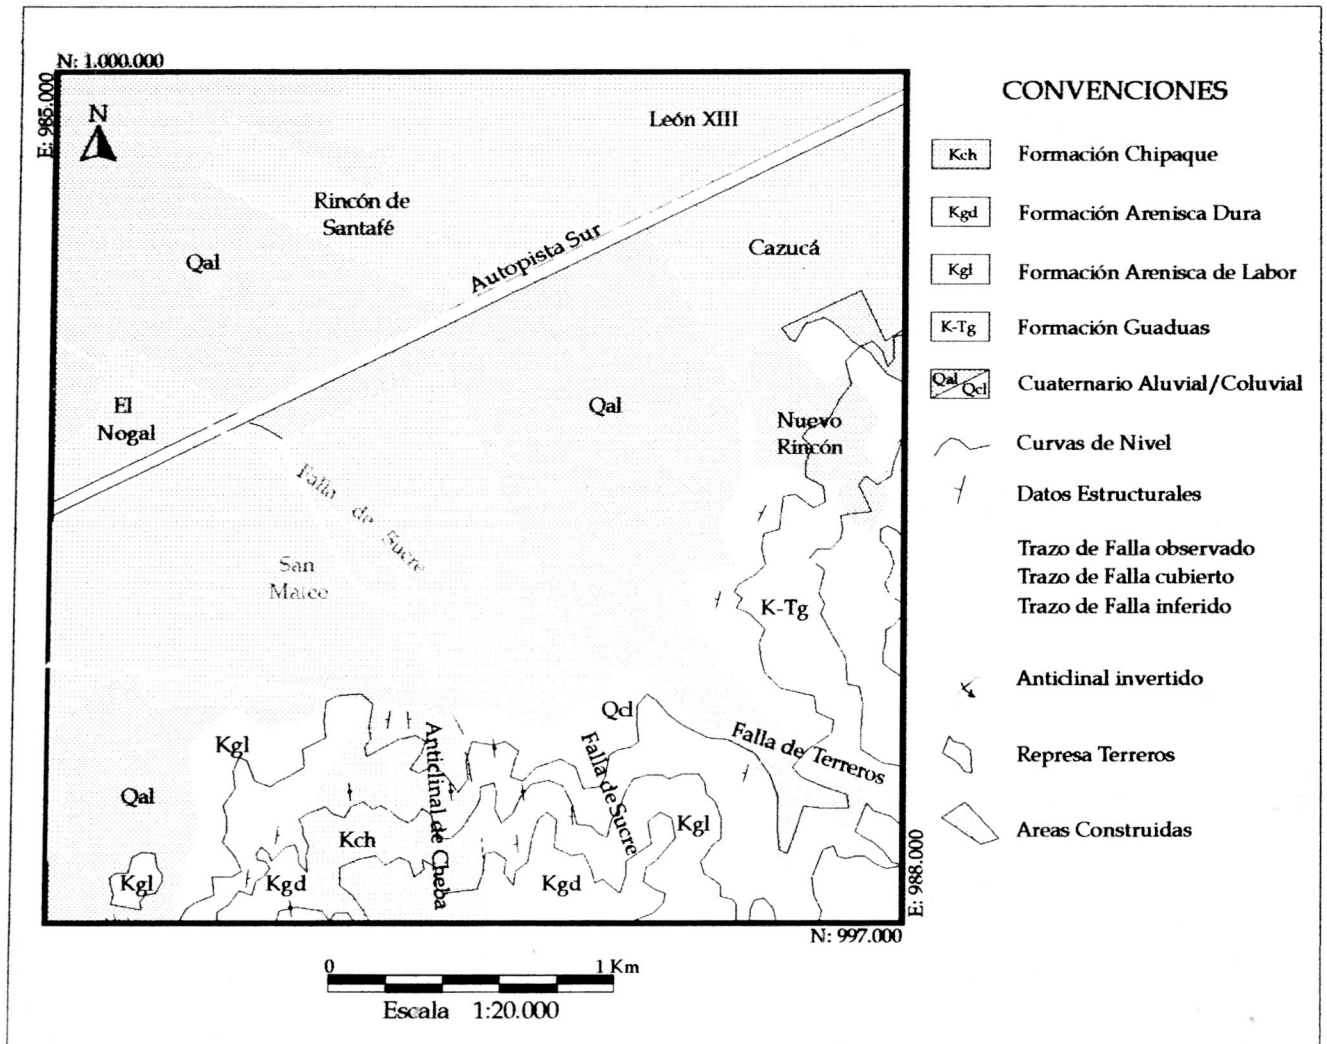 N: 1.000.000
E: 985.000
N
León XIII
Rincón de
Santafé
Qal
Autopista Sur
Cazucá
El
Nogal
Qal
Nuevo
Rincón
Falla de Sucre
San
Mateo
K-Tg
Qcl
Kgl
Anticlinal de Cheba
Falla de Sucre
Falla de Terreros
Qal
Kch
Kgl
Kgl
Kgd
Kgd
E: 988.000
N: 997.000
0 1 Km
Escala 1:20.000
CONVENCIONES
Kch Formación Chipaque
Kgd Formación Arenisca Dura
Kgl Formación Arenisca de Labor
K-Tg Formación Guaduas
Qal Qcl Cuaternario Aluvial/Coluvial
Curvas de Nivel
Datos Estructurales
Trazo de Falla observado
Trazo de Falla cubierto
Trazo de Falla inferido
Anticlinal invertido
Represa Terreros
Areas Construidas